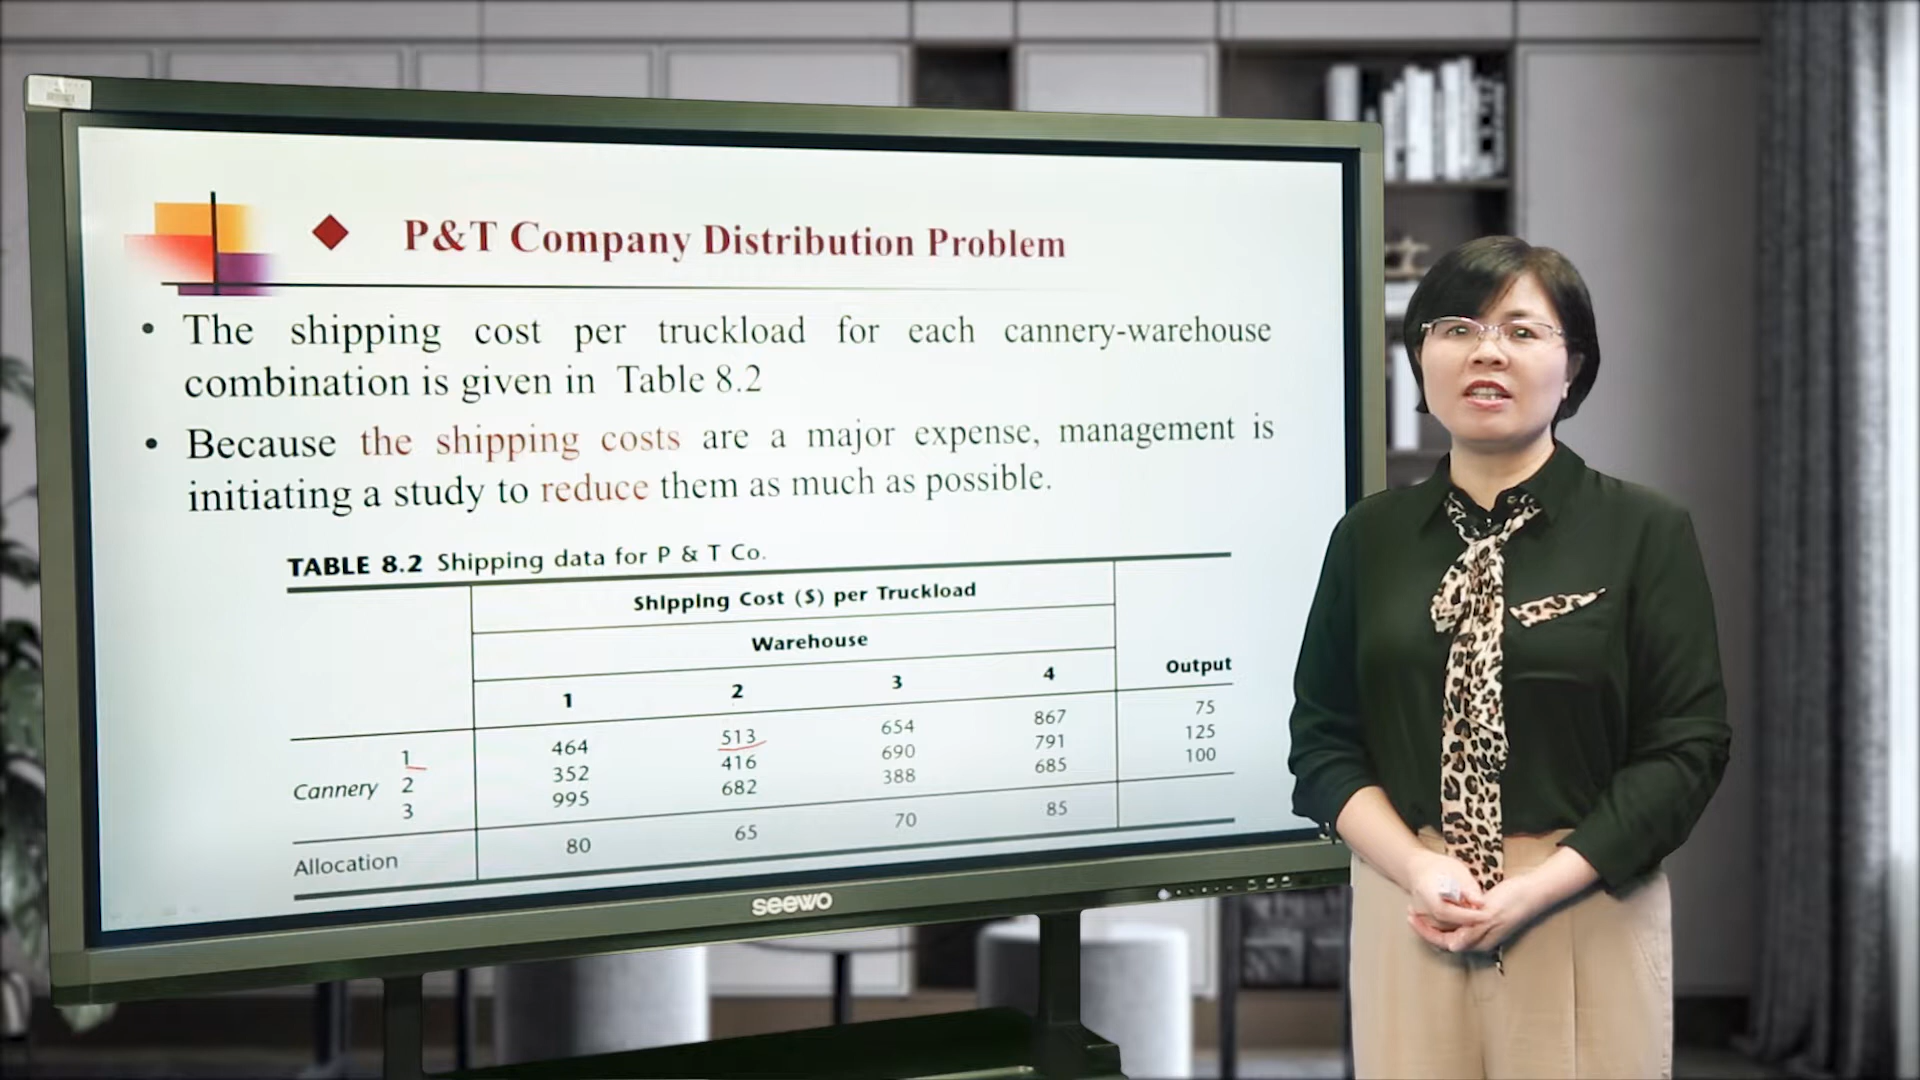 P&T Company Distribution Problem
• The shipping cost per truckload for each cannery-warehouse
combination is given in Table 8.2
• Because the shipping costs are a major expense, management is
initiating a study to reduce them as much as possible.
TABLE 8.2 Shipping data for P & T Co.
Shipping Cost ($) per Truckload
Warehouse
1 2 3 4 Output
1 464 513 654 867 75
Cannery 2 352 416 690 791 125
3 995 682 388 685 100
Allocation 80 65 70 85
seewo